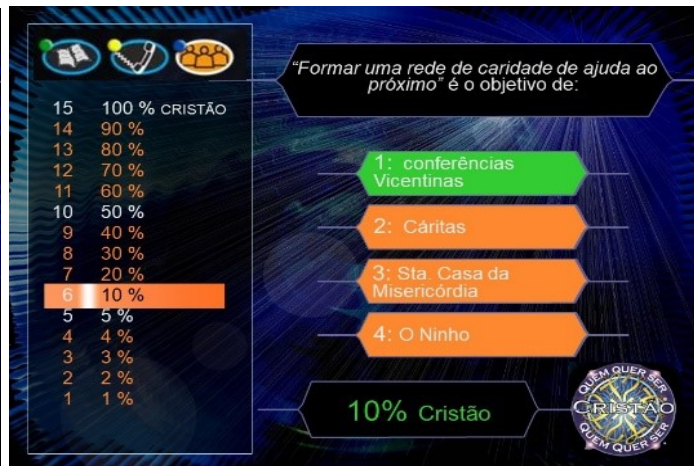 15 100 % CRISTÃO
14 90 %
13 80 %
12 70 %
11 60 %
10 50 %
9 40 %
8 30 %
7 20 %
6 10 %
5 5 %
4 4 %
3 3 %
2 2 %
1 1 %
"Formar uma rede de caridade de ajuda ao
próximo" é o objetivo de:
1: conferências
Vicentinas
2: Cáritas
3: Sta. Casa da
Misericórdia
4: O Ninho
10% Cristão
QUEM QUER SER
CRISTÃO
QUEM QUER SER